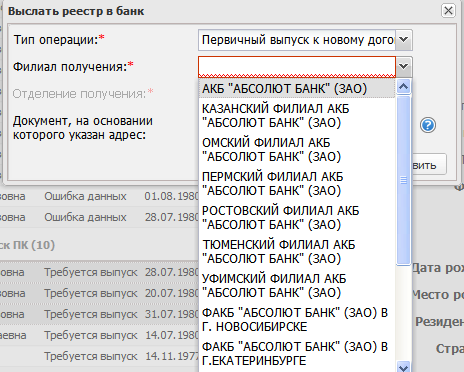 Выслать реестр в банк
Тип операции:*
Первичный выпуск к новому дого
Филиал получения:*
Отделение получения:*
Документ, на основании
которого указан адрес:
АКБ "АБСОЛЮТ БАНК" (ЗАО)
КАЗАНСКИЙ ФИЛИАЛ АКБ
"АБСОЛЮТ БАНК" (ЗАО)
ОМСКИЙ ФИЛИАЛ АКБ
"АБСОЛЮТ БАНК" (ЗАО)
ПЕРМСКИЙ ФИЛИАЛ АКБ
"АБСОЛЮТ БАНК" (ЗАО)
РОСТОВСКИЙ ФИЛИАЛ АКБ
"АБСОЛЮТ БАНК" (ЗАО)
ТЮМЕНСКИЙ ФИЛИАЛ АКБ
"АБСОЛЮТ БАНК" (ЗАО)
УФИМСКИЙ ФИЛИАЛ АКБ
"АБСОЛЮТ БАНК" (ЗАО)
ФАКБ "АБСОЛЮТ БАНК" (ЗАО) В
Г. НОВОСИБИРСКЕ
ФАКБ "АБСОЛЮТ БАНК" (ЗАО) В
Г.ЕКАТЕРИНБУРГЕ
?
вить
овна Ошибка данных 01.08.1980
овна Ошибка данных 28.07.1980
ск ПК (10)
овна Требуется выпуск 28.07.1980
овна Требуется выпуск 20.07.1980
овна Требуется выпуск 31.07.1980
аевна Требуется выпуск 14.07.1980
Требуется выпуск 14.11.1977
Дата рож
Место ро
Резиден
Стра